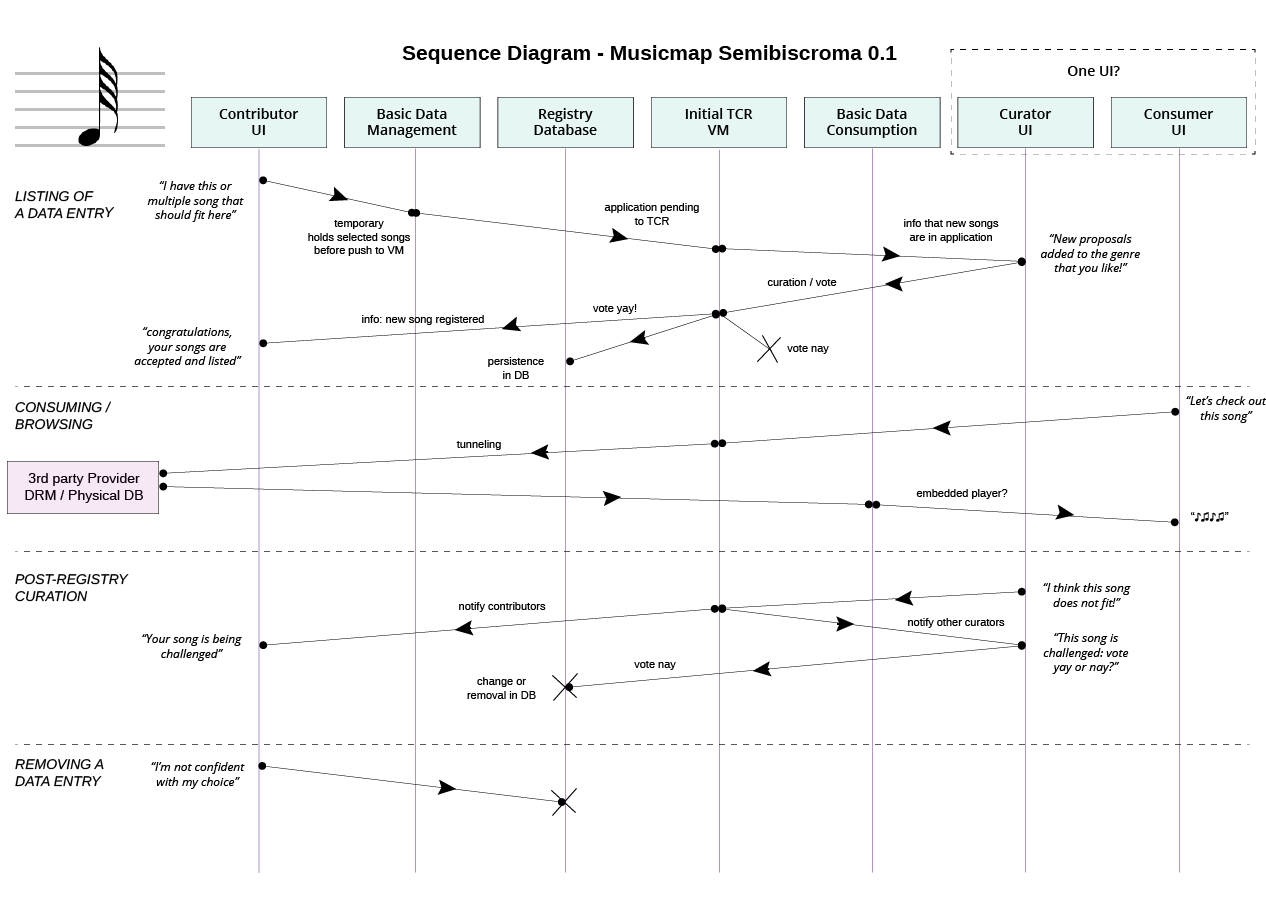 Sequence Diagram - Musicmap Semibiscroma 0.1
One UI?
Contributor
UI
Basic Data
Management
Registry
Database
Initial TCR
VM
Basic Data
Consumption
Curator
UI
Consumer
UI
LISTING OF
A DATA ENTRY
“I have this or
multiple song that
should fit here”
temporary
holds selected songs
before push to VM
application pending
to TCR
info that new songs
are in application
“New proposals
added to the genre
that you like!”
curation / vote
vote yay!
info: new song registered
“congratulations,
your songs are
accepted and listed”
persistence
in DB
vote nay
CONSUMING /
BROWSING
“Let’s check out
this song”
tunneling
3rd party Provider
DRM / Physical DB
embedded player?
“♪♫♪♫”
POST-REGISTRY
CURATION
“I think this song
does not fit!”
notify contributors
notify other curators
“Your song is being
challenged”
“This song is
challenged: vote
yay or nay?”
vote nay
change or
removal in DB
REMOVING A
DATA ENTRY
“I’m not confident
with my choice”